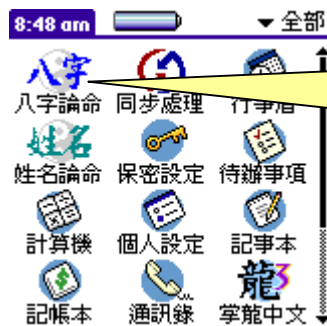 8:48 am
全部
八字
八字論命
同步處理
行事曆
姓名
姓名論命
保密設定
待辦事項
計算機
個人設定
記事本
龍3
記帳本
通訊錄
掌龍中文